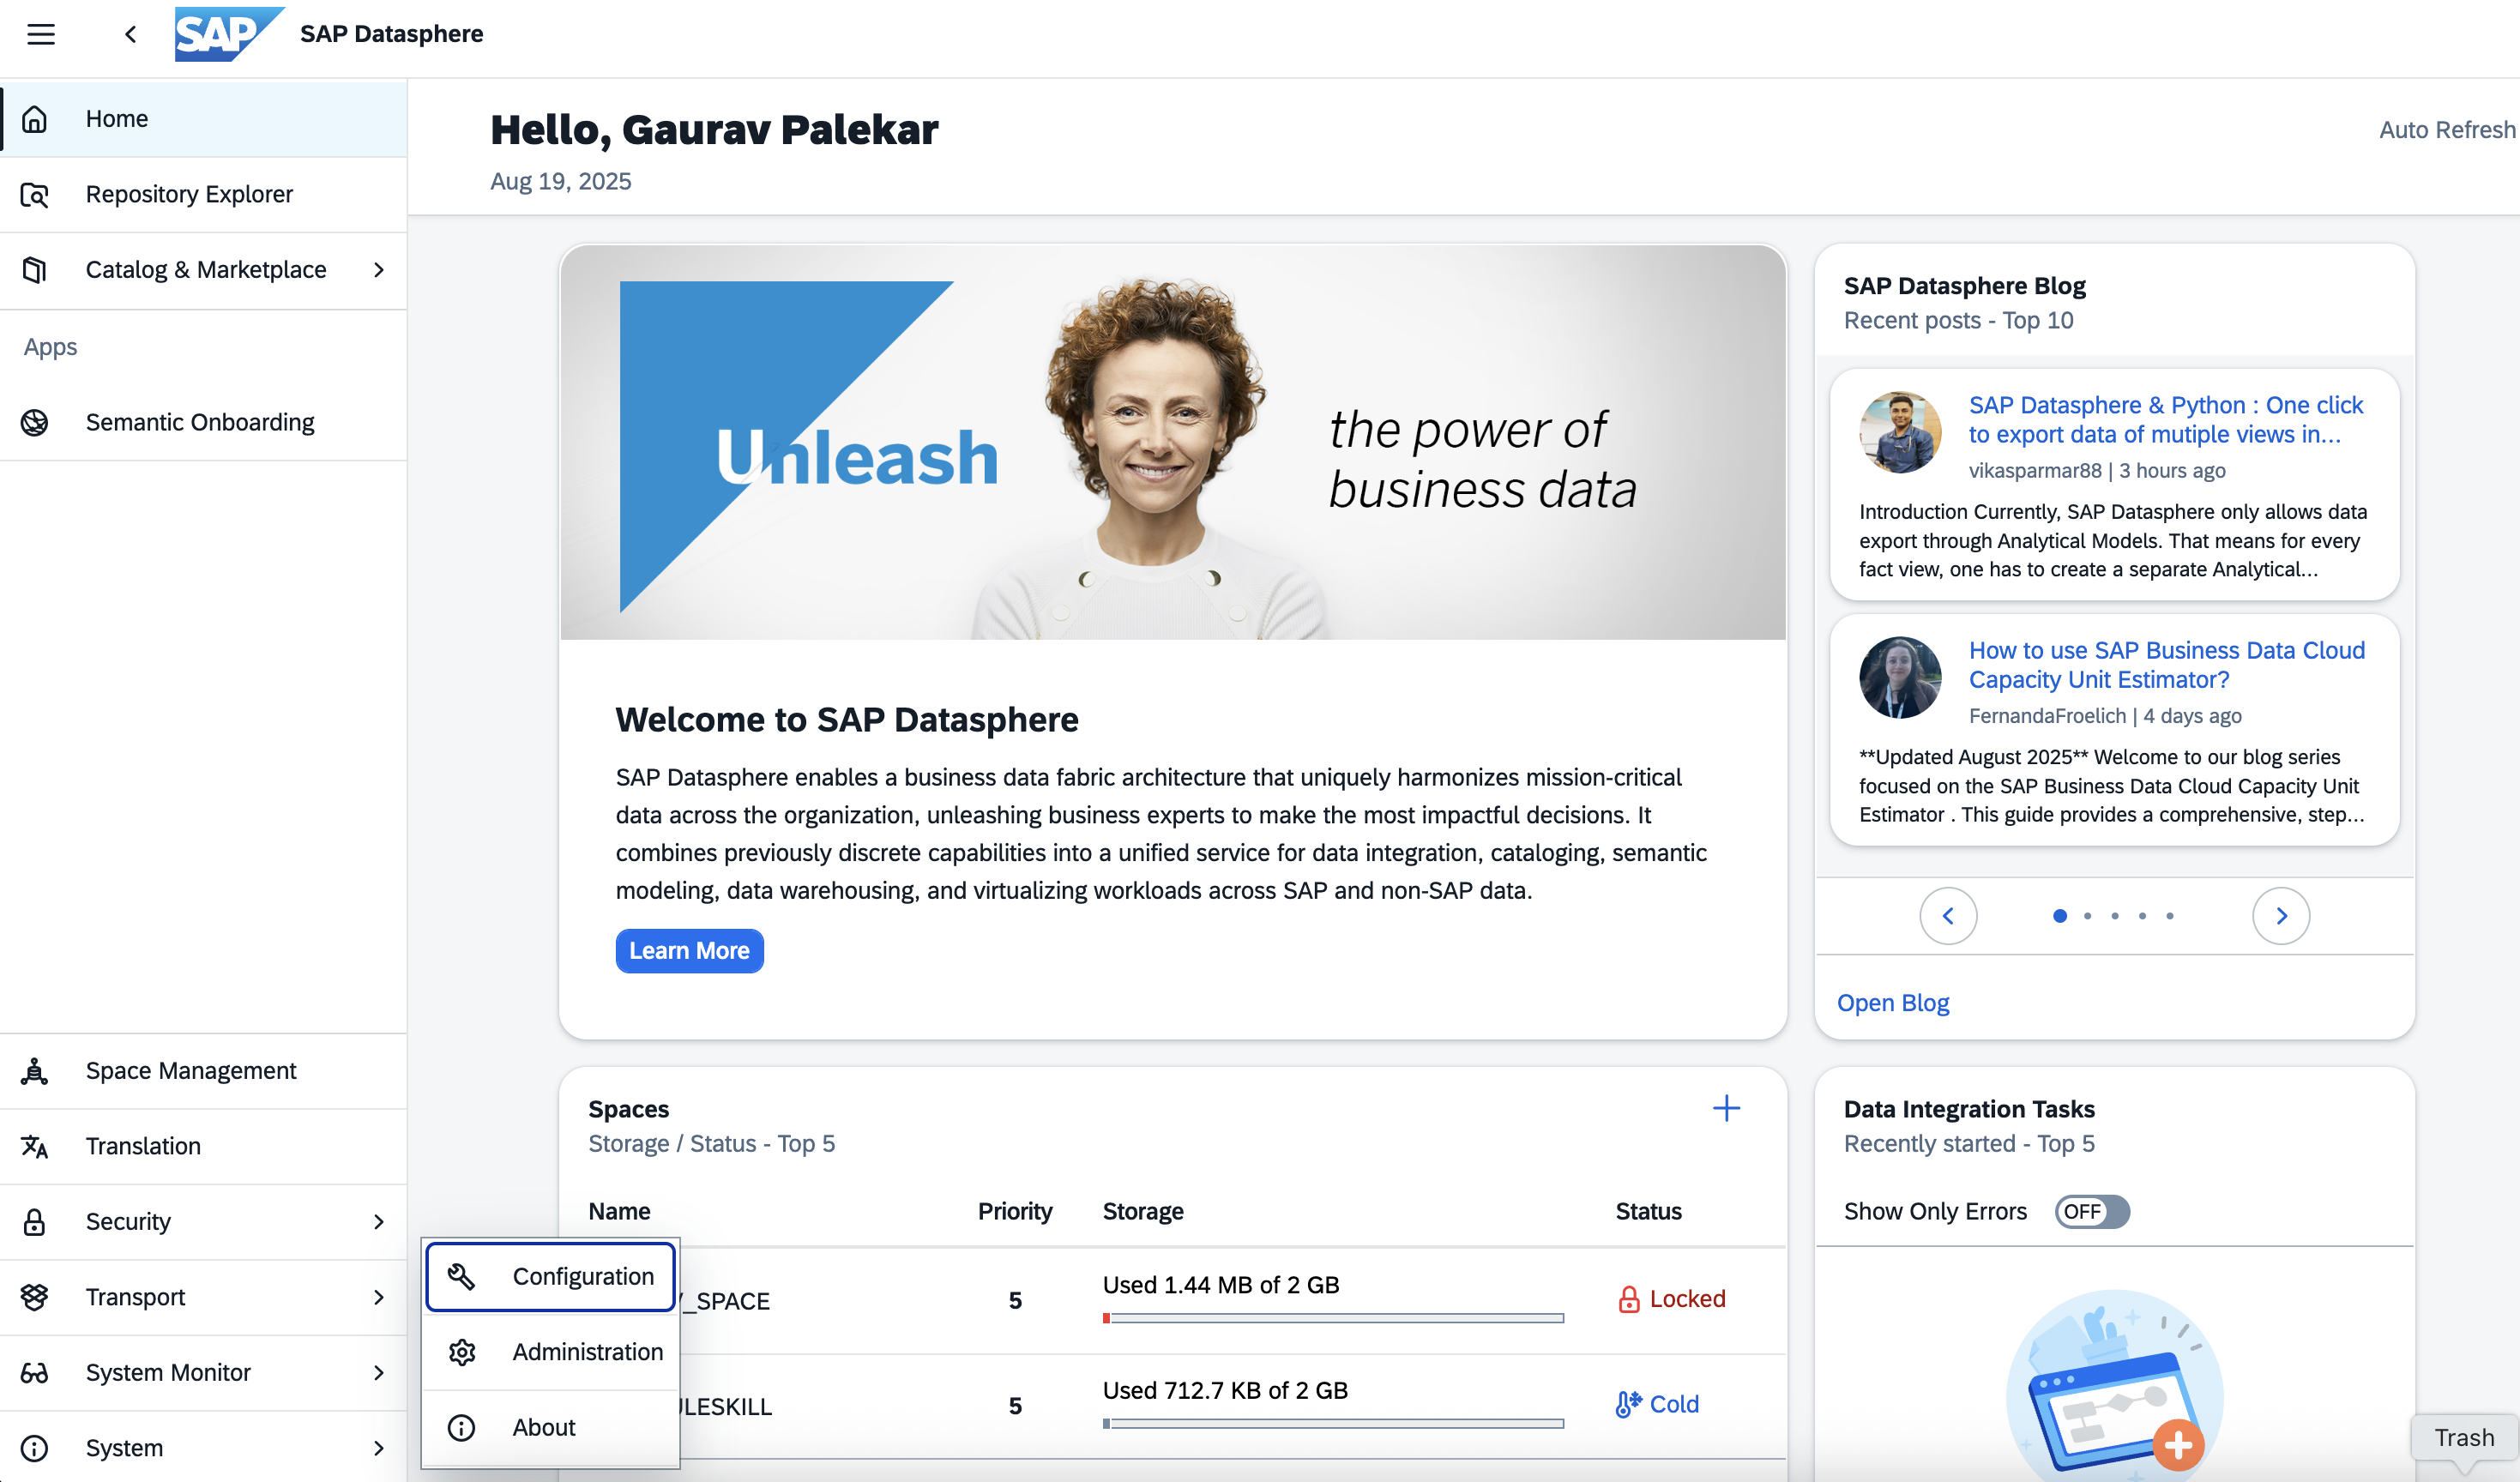 SAP
SAP Datasphere
Home
Repository Explorer
Catalog & Marketplace
Apps
Semantic Onboarding
Space Management
Translation
Security
Transport
System Monitor
System
Configuration
Administration
About
Hello, Gaurav Palekar
Aug 19, 2025
Auto Refresh
Unleash
the power of
business data
Welcome to SAP Datasphere
SAP Datasphere enables a business data fabric architecture that uniquely harmonizes mission-critical
data across the organization, unleashing business experts to make the most impactful decisions. It
combines previously discrete capabilities into a unified service for data integration, cataloging, semantic
modeling, data warehousing, and virtualizing workloads across SAP and non-SAP data.
Learn More
SAP Datasphere Blog
Recent posts - Top 10
SAP Datasphere & Python : One click
to export data of mutiple views in...
vikasparmar88 | 3 hours ago
Introduction Currently, SAP Datasphere only allows data
export through Analytical Models. That means for every
fact view, one has to create a separate Analytical...
How to use SAP Business Data Cloud
Capacity Unit Estimator?
FernandaFroelich | 4 days ago
**Updated August 2025** Welcome to our blog series
focused on the SAP Business Data Cloud Capacity Unit
Estimator . This guide provides a comprehensive, step...
Open Blog
Spaces
Storage / Status - Top 5
Name Priority Storage Status
_SPACE 5 Used 1.44 MB of 2 GB Locked
LESKILL 5 Used 712.7 KB of 2 GB Cold
Data Integration Tasks
Recently started - Top 5
Show Only Errors OFF
Trash